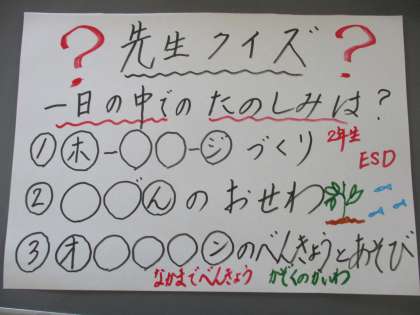 ? 先生クイズ ?
一日の中でのたのしみは?
①ホー○○ージづくり 2年生
ESD
②○○んのおせわ
③オ○○○○ンのべんきょうとあそび
なかまでべんきょう かぞくのかいわ